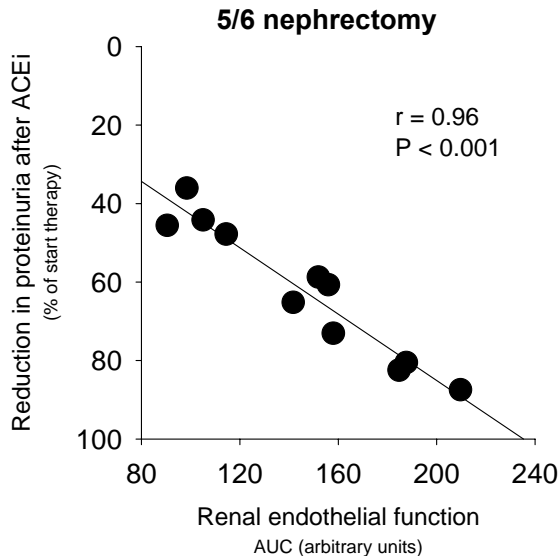 5/6 nephrectomy
0
20
40
60
80
100
Reduction in proteinuria after ACEi
(% of start therapy)
r = 0.96
P < 0.001
80
120
160
200
240
Renal endothelial function
AUC (arbitrary units)